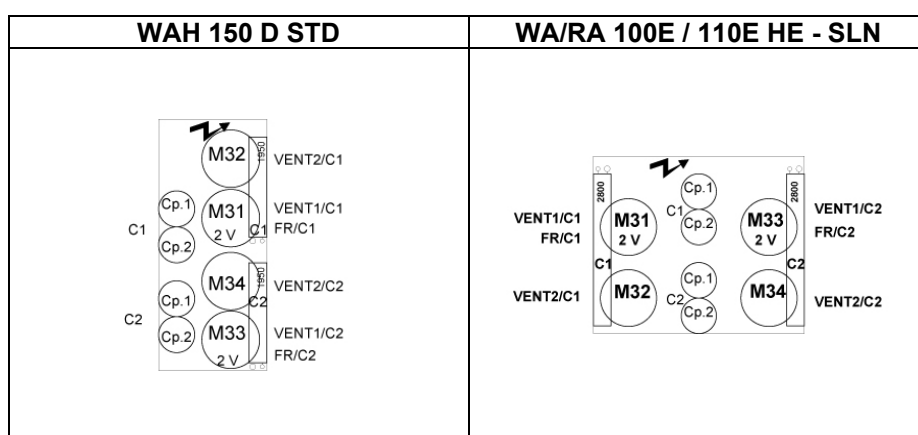 WAH 150 D STD
WA/RA 100E / 110E HE - SLN
M32
1950
VENT2/C1
Cp.1
M31
VENT1/C1
C1
2 V
C1
FR/C1
Cp.2
M34
1950
VENT2/C2
Cp.1
C2
C2
Cp.2
M33
VENT1/C2
2 V
FR/C2
2800
Cp.1
2800
VENT1/C1
M31
C1
Cp.2
M33
VENT1/C2
FR/C1
2 V
2 V
FR/C2
C1
C2
Cp.1
VENT2/C1
M32
C2
Cp.2
M34
VENT2/C2